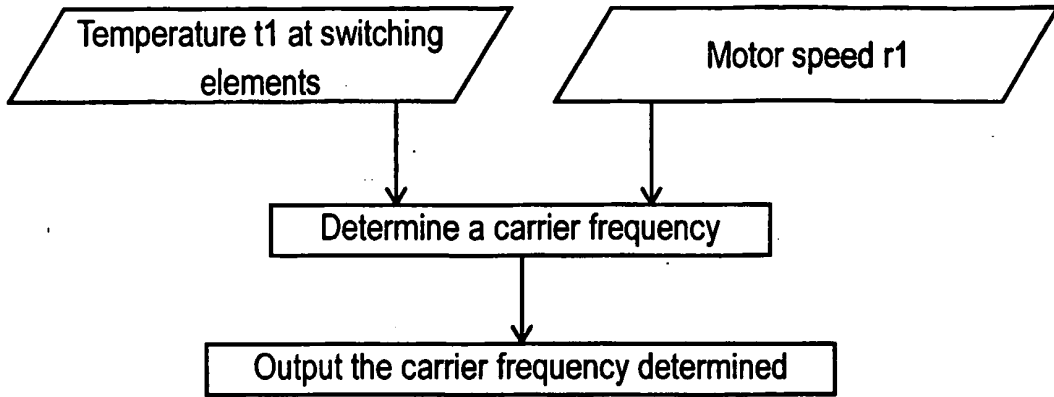 Temperature t1 at switching
elements
Motor speed r1
Determine a carrier frequency
Output the carrier frequency determined